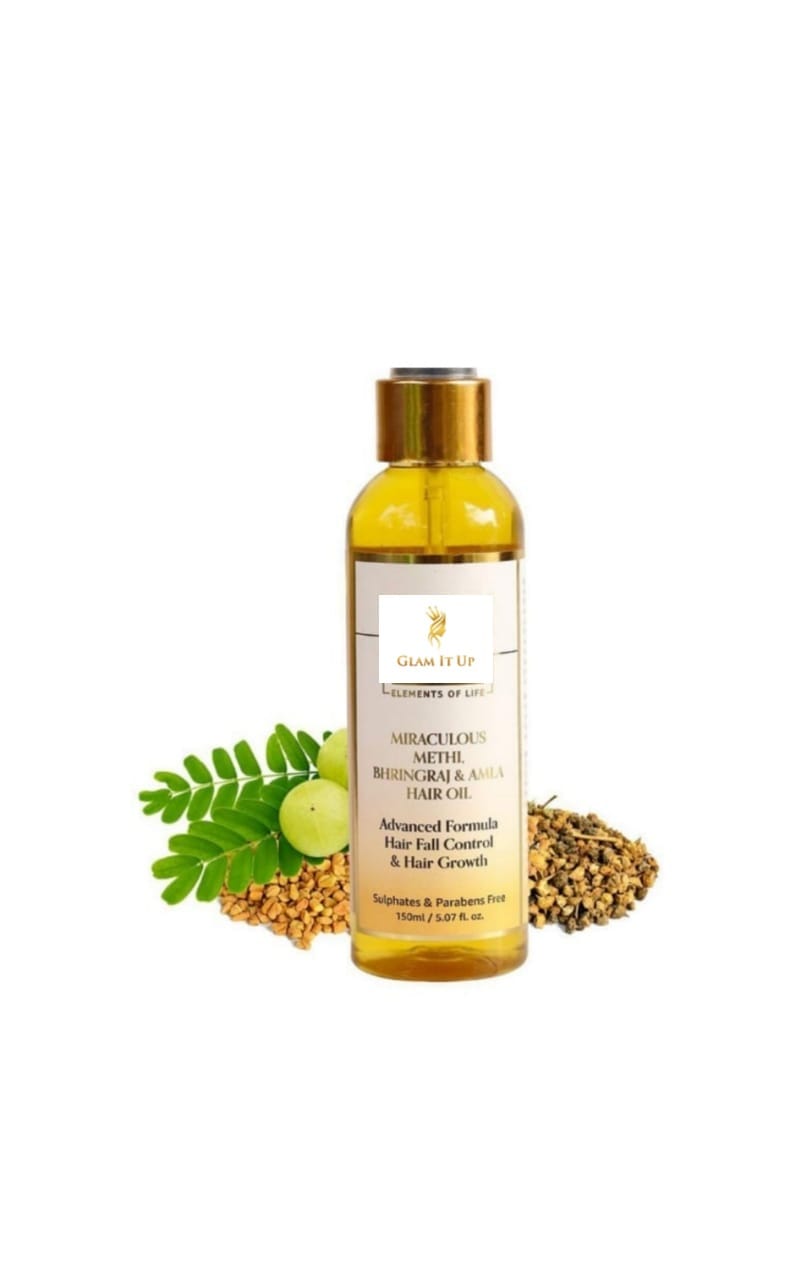 GLAM IT UP
ELEMENTS OF LIFE
MIRACULOUS
METHI,
BHRINGRAJ & AMLA
HAIR OIL
Advanced Formula
Hair Fall Control
& Hair Growth
Sulphates & Parabens Free
150ml / 5.07 fl. oz.